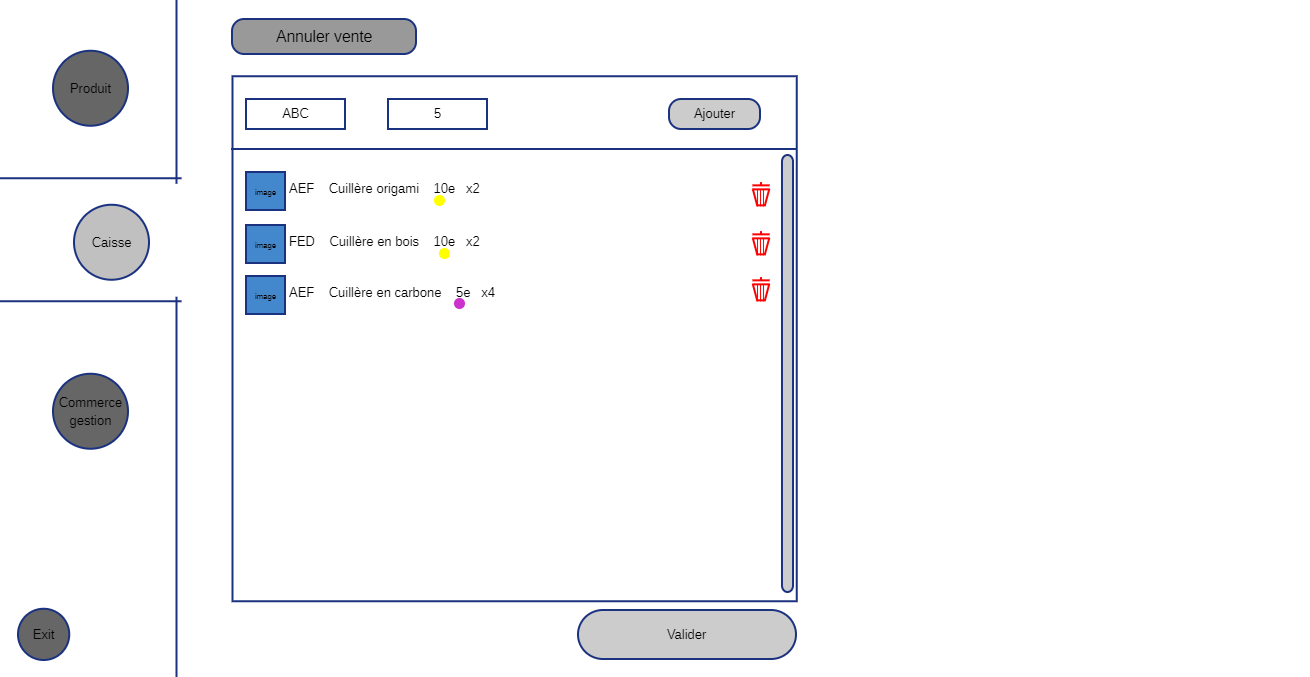 Annuler vente
Produit
ABC 5 Ajouter
image AEF Cuillère origami 10e x2
Caisse
image FED Cuillère en bois 10e x2
image AEF Cuillère en carbone 5e x4
Commerce
gestion
Exit
Valider